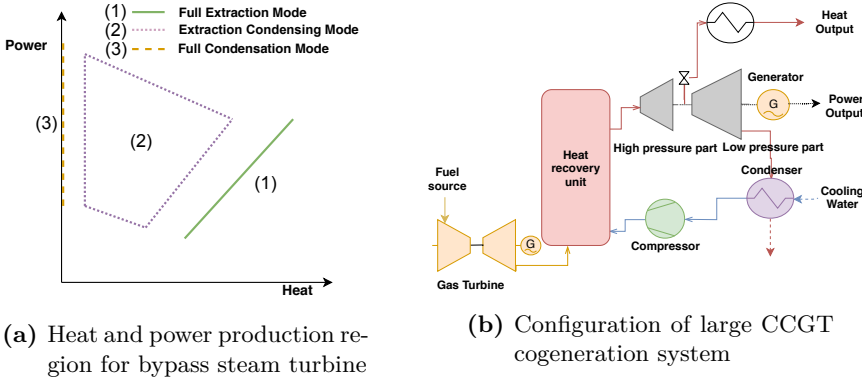 (1) Full Extraction Mode
(2) Extraction Condensing Mode
(3) Full Condensation Mode
Power
(3)
(2)
(1)
Heat
(a) Heat and power production re-
gion for bypass steam turbine
Heat
Output
Generator
G
Power
Output
High pressure part
Low pressure part
Heat
recovery
unit
Condenser
Cooling
Water
Fuel
source
G
Compressor
Gas Turbine
(b) Configuration of large CCGT
cogeneration system